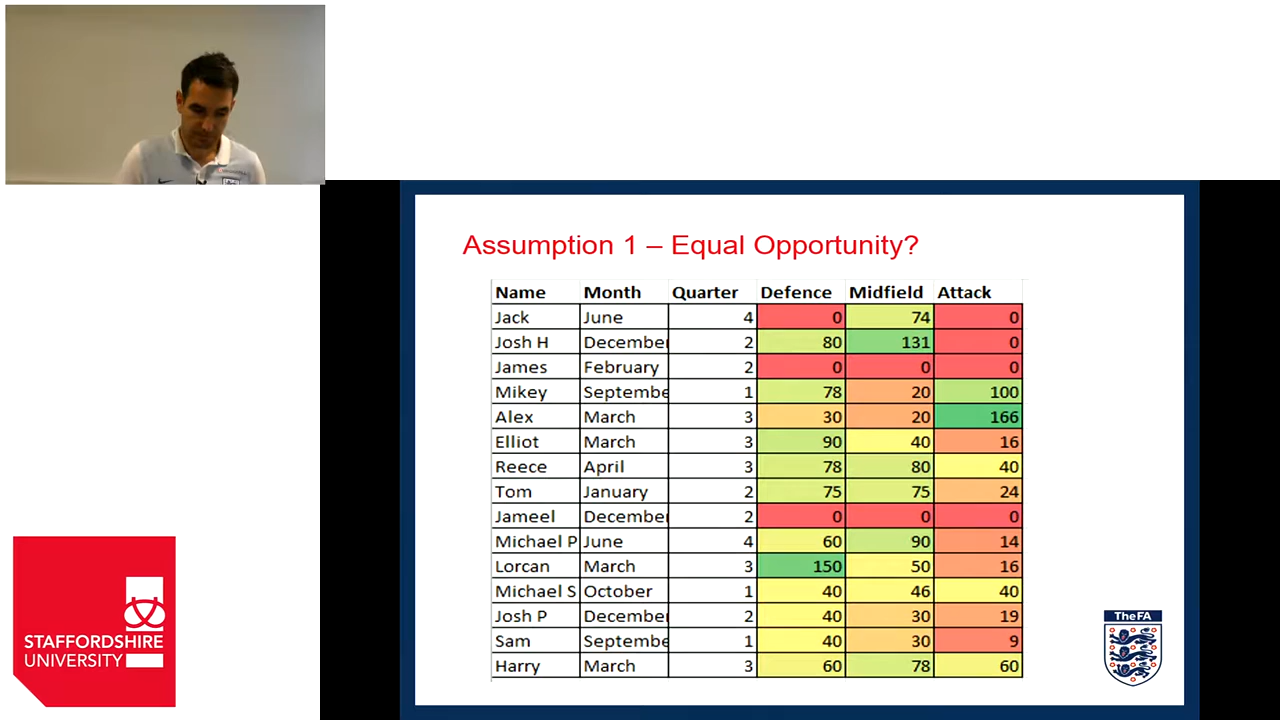 Assumption 1 – Equal Opportunity?
Name Month Quarter Defence Midfield Attack
Jack June 4 0 74 0
Josh H December 2 80 131 0
James February 2 0 0 0
Mikey Septembe 1 78 20 100
Alex March 3 30 20 166
Elliot March 3 90 40 16
Reece April 3 78 80 40
Tom January 2 75 75 24
Jameel December 2 0 0 0
Michael P June 4 60 90 14
Lorcan March 3 150 50 16
Michael S October 1 40 46 40
Josh P December 2 40 30 19
Sam Septembe 1 40 30 9
Harry March 3 60 78 60
TheFA
STAFFORDSHIRE
UNIVERSITY